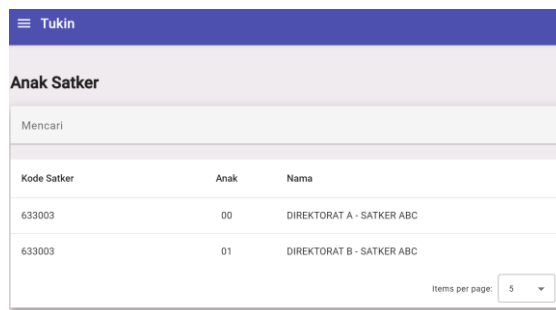 Tukin
Anak Satker
Mencari
Kode Satker Anak Nama
633003 00 DIREKTORAT A - SATKER ABC
633003 01 DIREKTORAT B - SATKER ABC
Items per page: 5